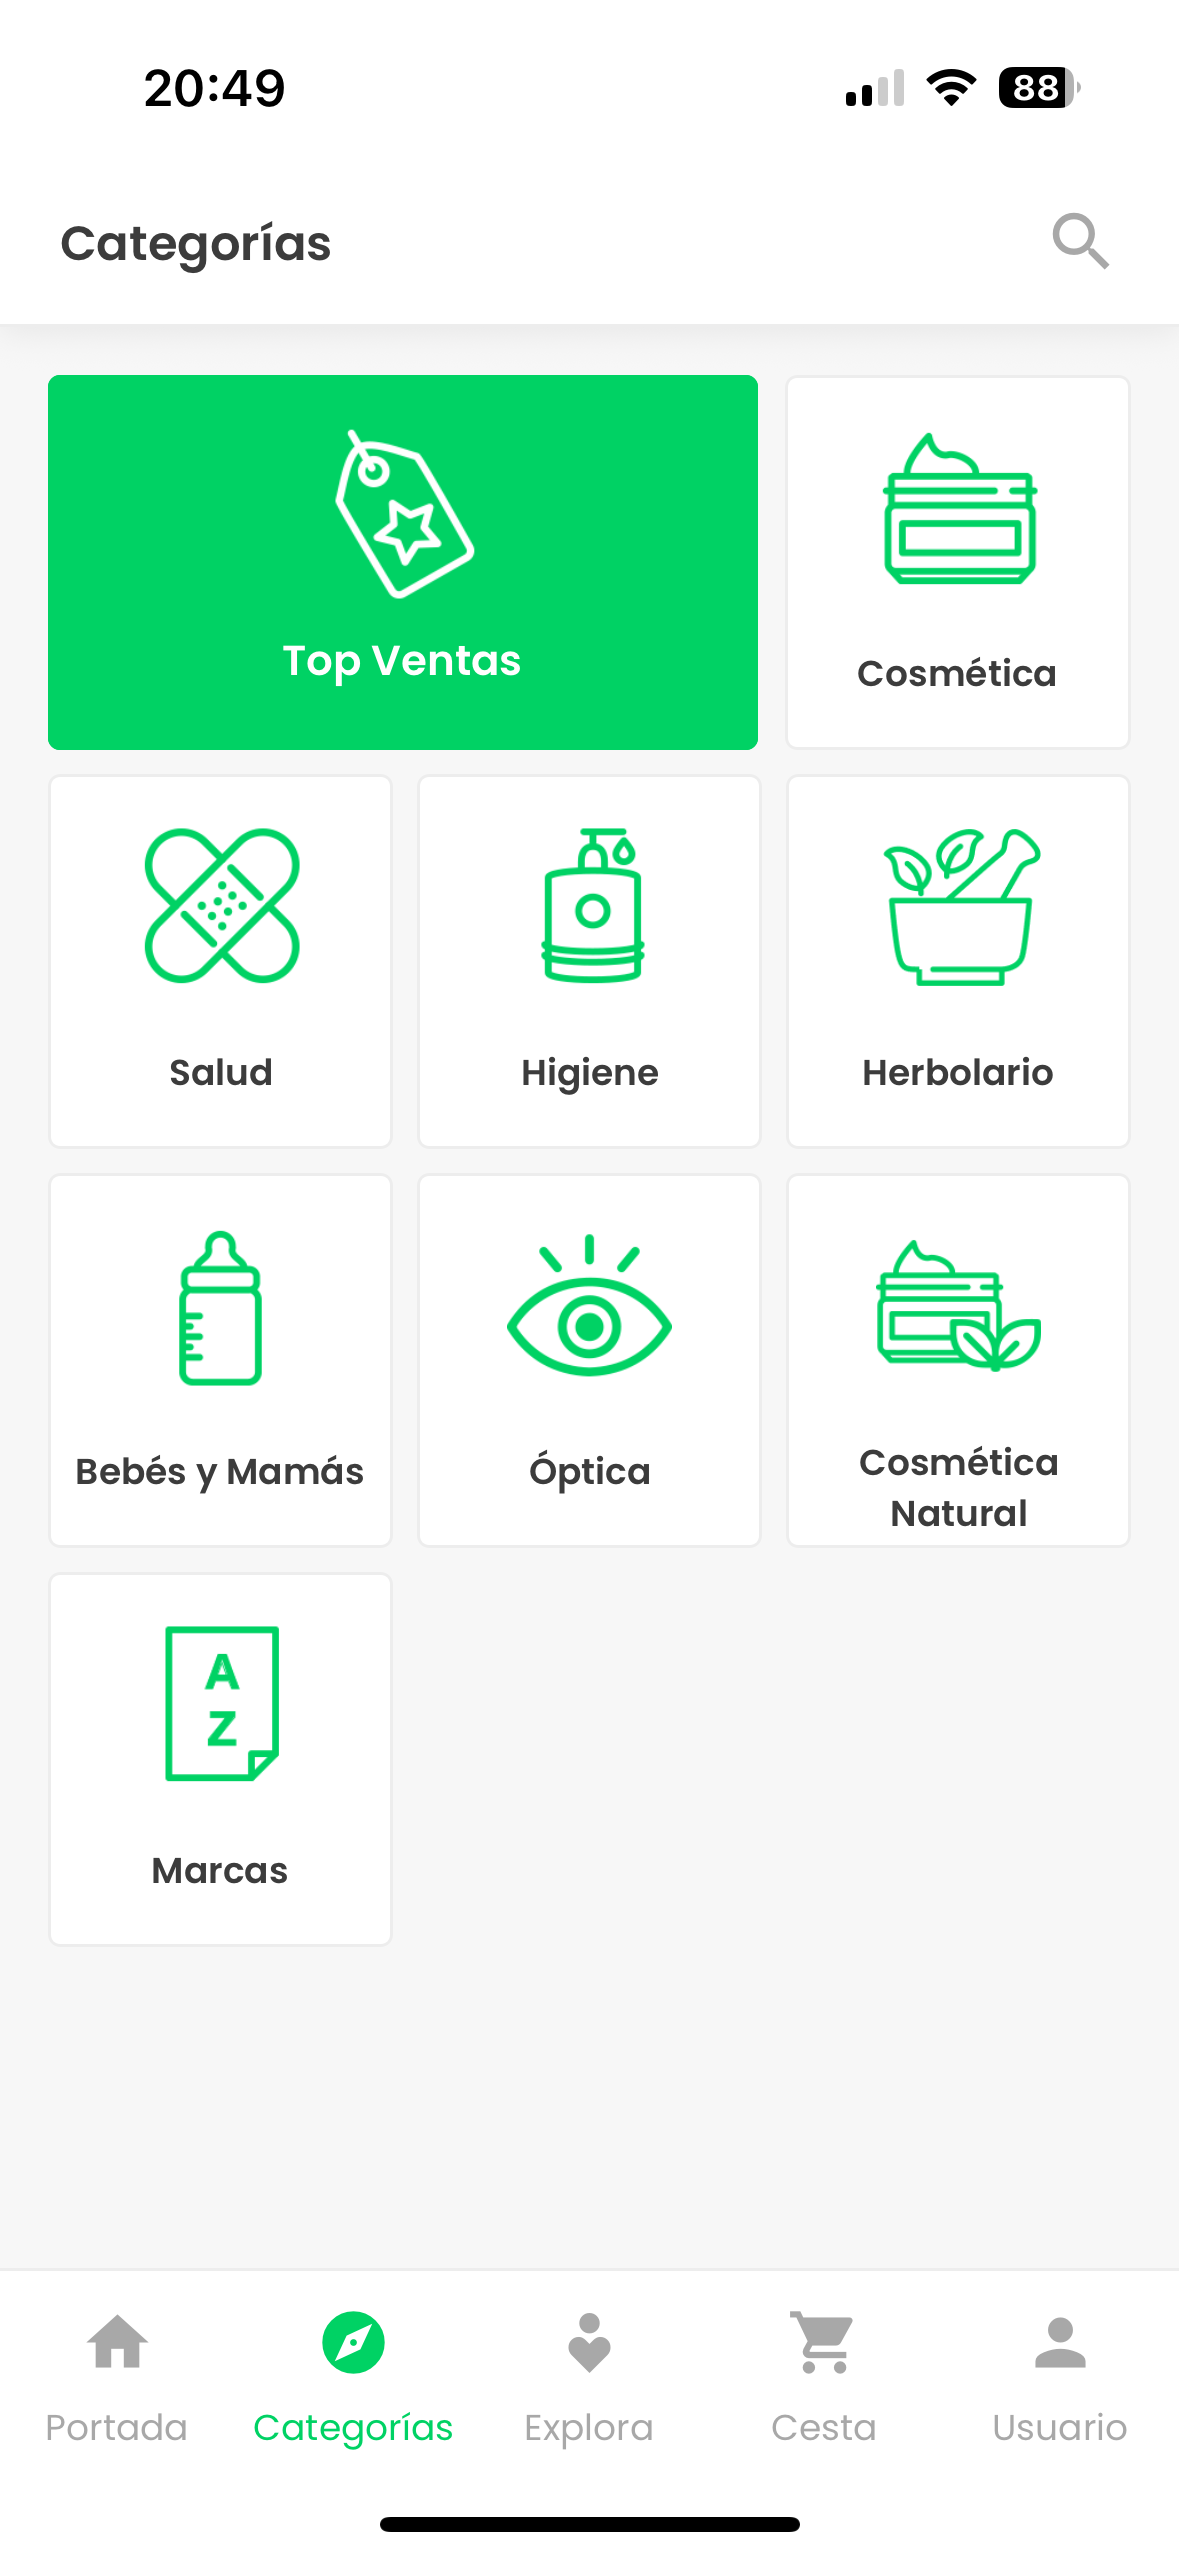 20:49
88
Categorías
Top Ventas
Cosmética
Salud
Higiene
Herbolario
Bebés y Mamás
Óptica
Cosmética
Natural
A
Z
Marcas
Portada
Categorías
Explora
Cesta
Usuario